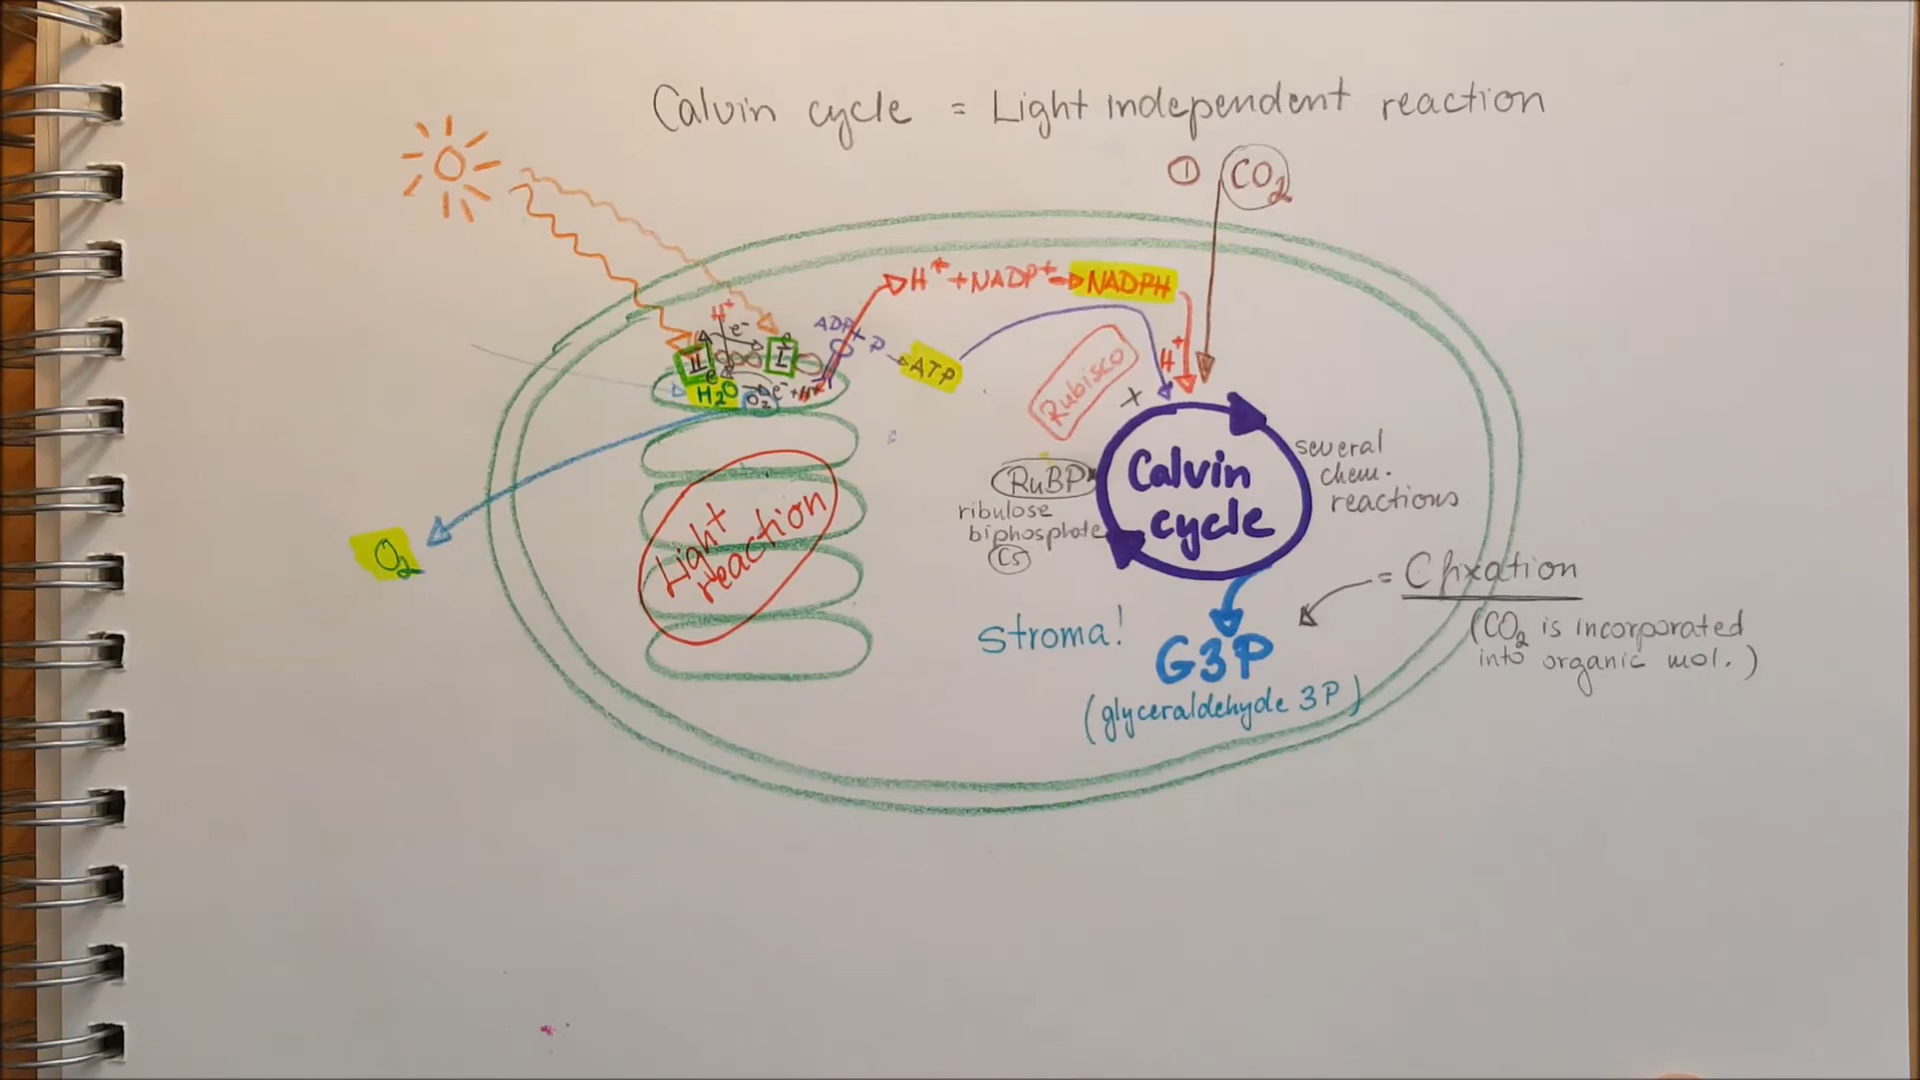 Calvin cycle = Light independent reaction
① CO₂
H⁺ + NADP⁺ → NADPH
H⁺
e⁻
ADP + P → ATP
II
I
e⁻
H₂O
O₂
e⁻ +
H⁺
Rubisco
Calvin
cycle
several
chem.
reactions
RuBP
ribulose
biphosphate
C5
Light
reaction
O₂
= C fixation
(CO₂ is incorporated
into organic mol.)
Stroma!
G3P
(glyceraldehyde 3P)